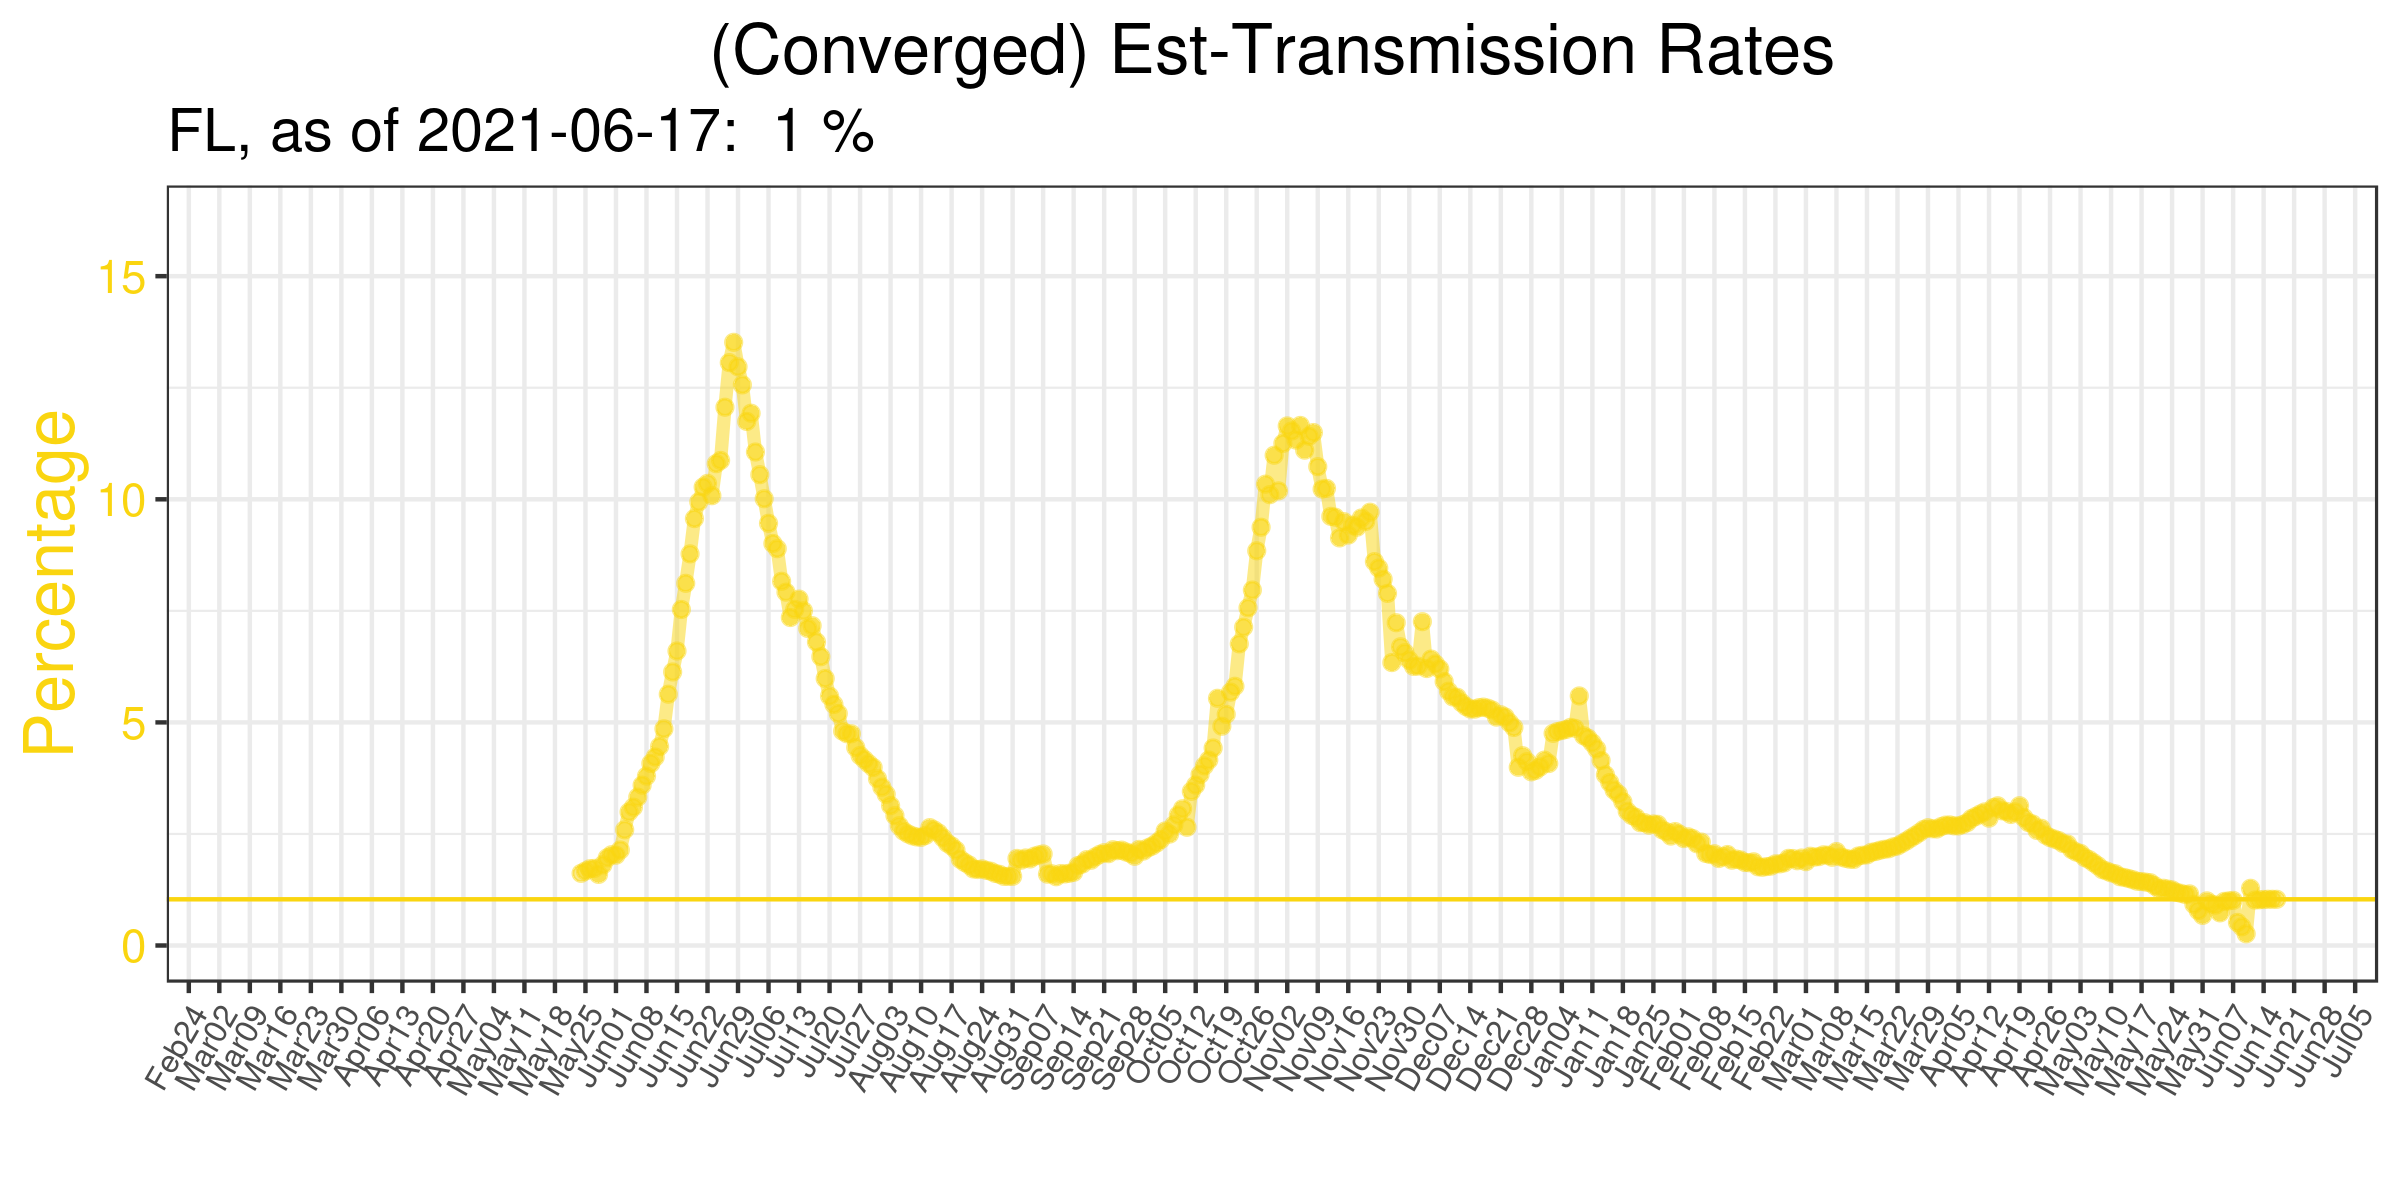 (Converged) Est-Transmission Rates
FL, as of 2021-06-17:  1 %
Percentage
15
10
5
0
Feb24
Mar02
Mar09
Mar16
Mar23
Mar30
Apr06
Apr13
Apr20
Apr27
May04
May11
May18
May25
Jun01
Jun08
Jun15
Jun22
Jun29
Jul06
Jul13
Jul20
Jul27
Aug03
Aug10
Aug17
Aug24
Aug31
Sep07
Sep14
Sep21
Sep28
Oct05
Oct12
Oct19
Oct26
Nov02
Nov09
Nov16
Nov23
Nov30
Dec07
Dec14
Dec21
Dec28
Jan04
Jan11
Jan18
Jan25
Feb01
Feb08
Feb15
Feb22
Mar01
Mar08
Mar15
Mar22
Mar29
Apr05
Apr12
Apr19
Apr26
May03
May10
May17
May24
May31
Jun07
Jun14
Jun21
Jun28
Jul05